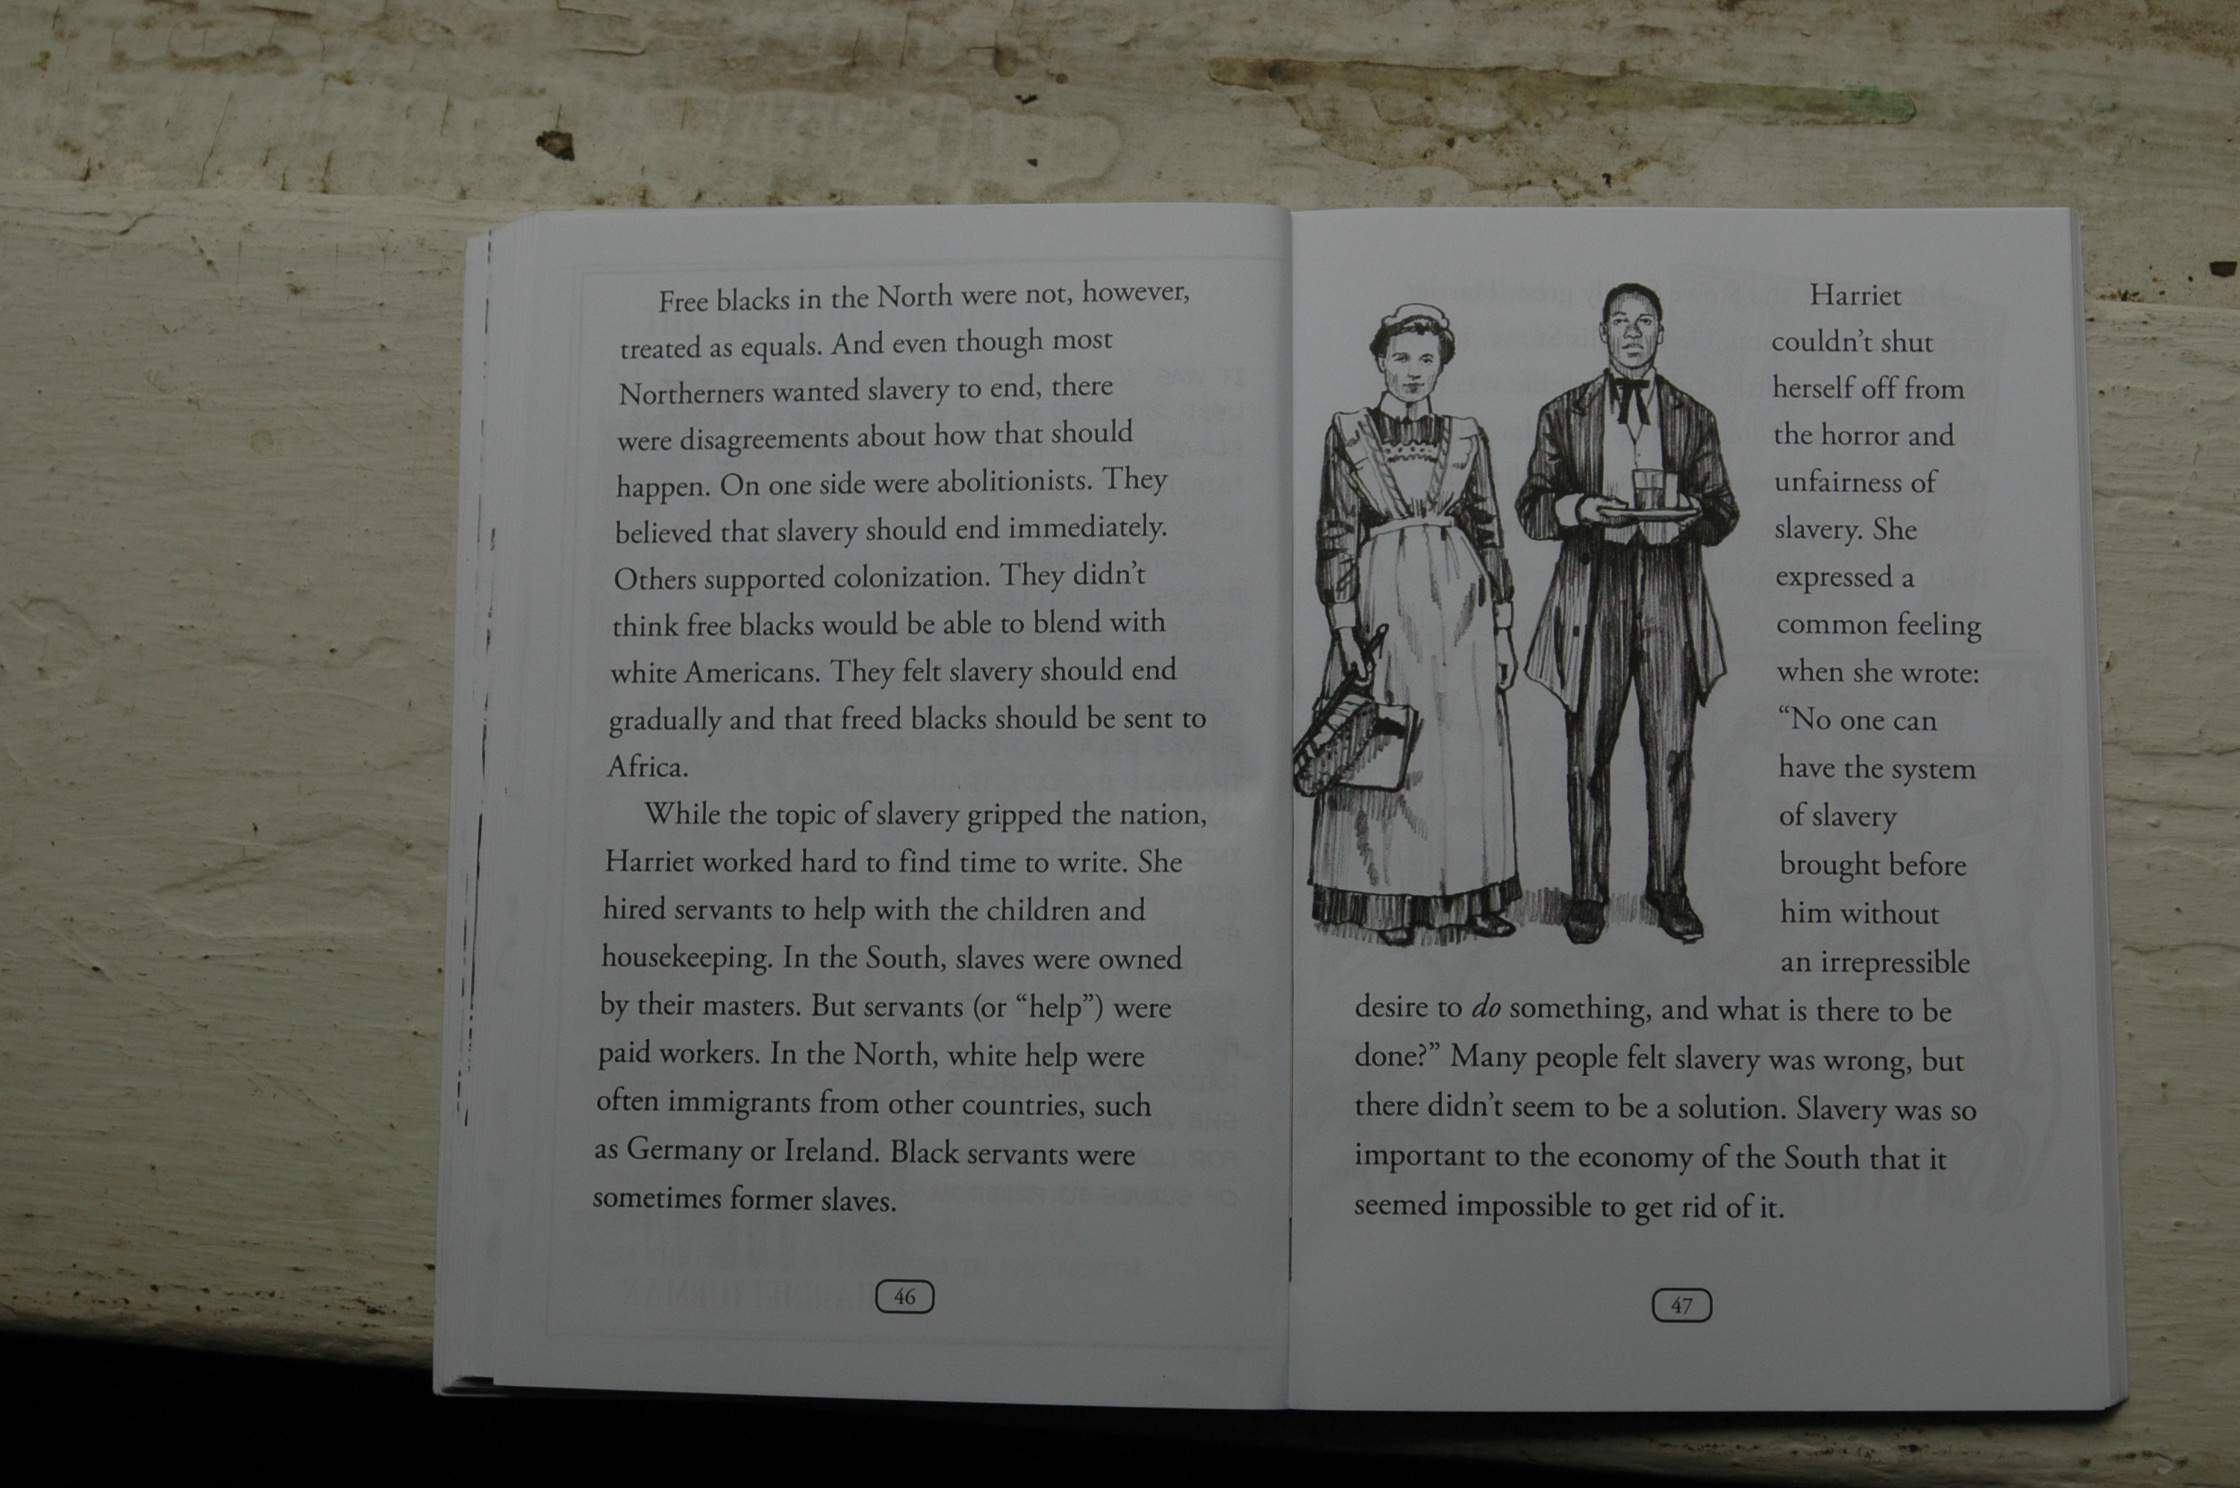 Free blacks in the North were not, however,
treated as equals. And even though most
Northerners wanted slavery to end, there
were disagreements about how that should
happen. On one side were abolitionists. They
believed that slavery should end immediately.
Others supported colonization. They didn't
think free blacks would be able to blend with
white Americans. They felt slavery should end
gradually and that freed blacks should be sent to
Africa.
While the topic of slavery gripped the nation,
Harriet worked hard to find time to write. She
hired servants to help with the children and
housekeeping. In the South, slaves were owned
by their masters. But servants (or “help”) were
paid workers. In the North, white help were
often immigrants from other countries, such
as Germany or Ireland. Black servants were
sometimes former slaves.
46
Harriet
couldn't shut
herself off from
the horror and
unfairness of
slavery. She
expressed a
common feeling
when she wrote:
“No one can
have the system
of slavery
brought before
him without
an irrepressible
desire to do something, and what is there to be
done?” Many people felt slavery was wrong, but
there didn't seem to be a solution. Slavery was so
important to the economy of the South that it
seemed impossible to get rid of it.
47